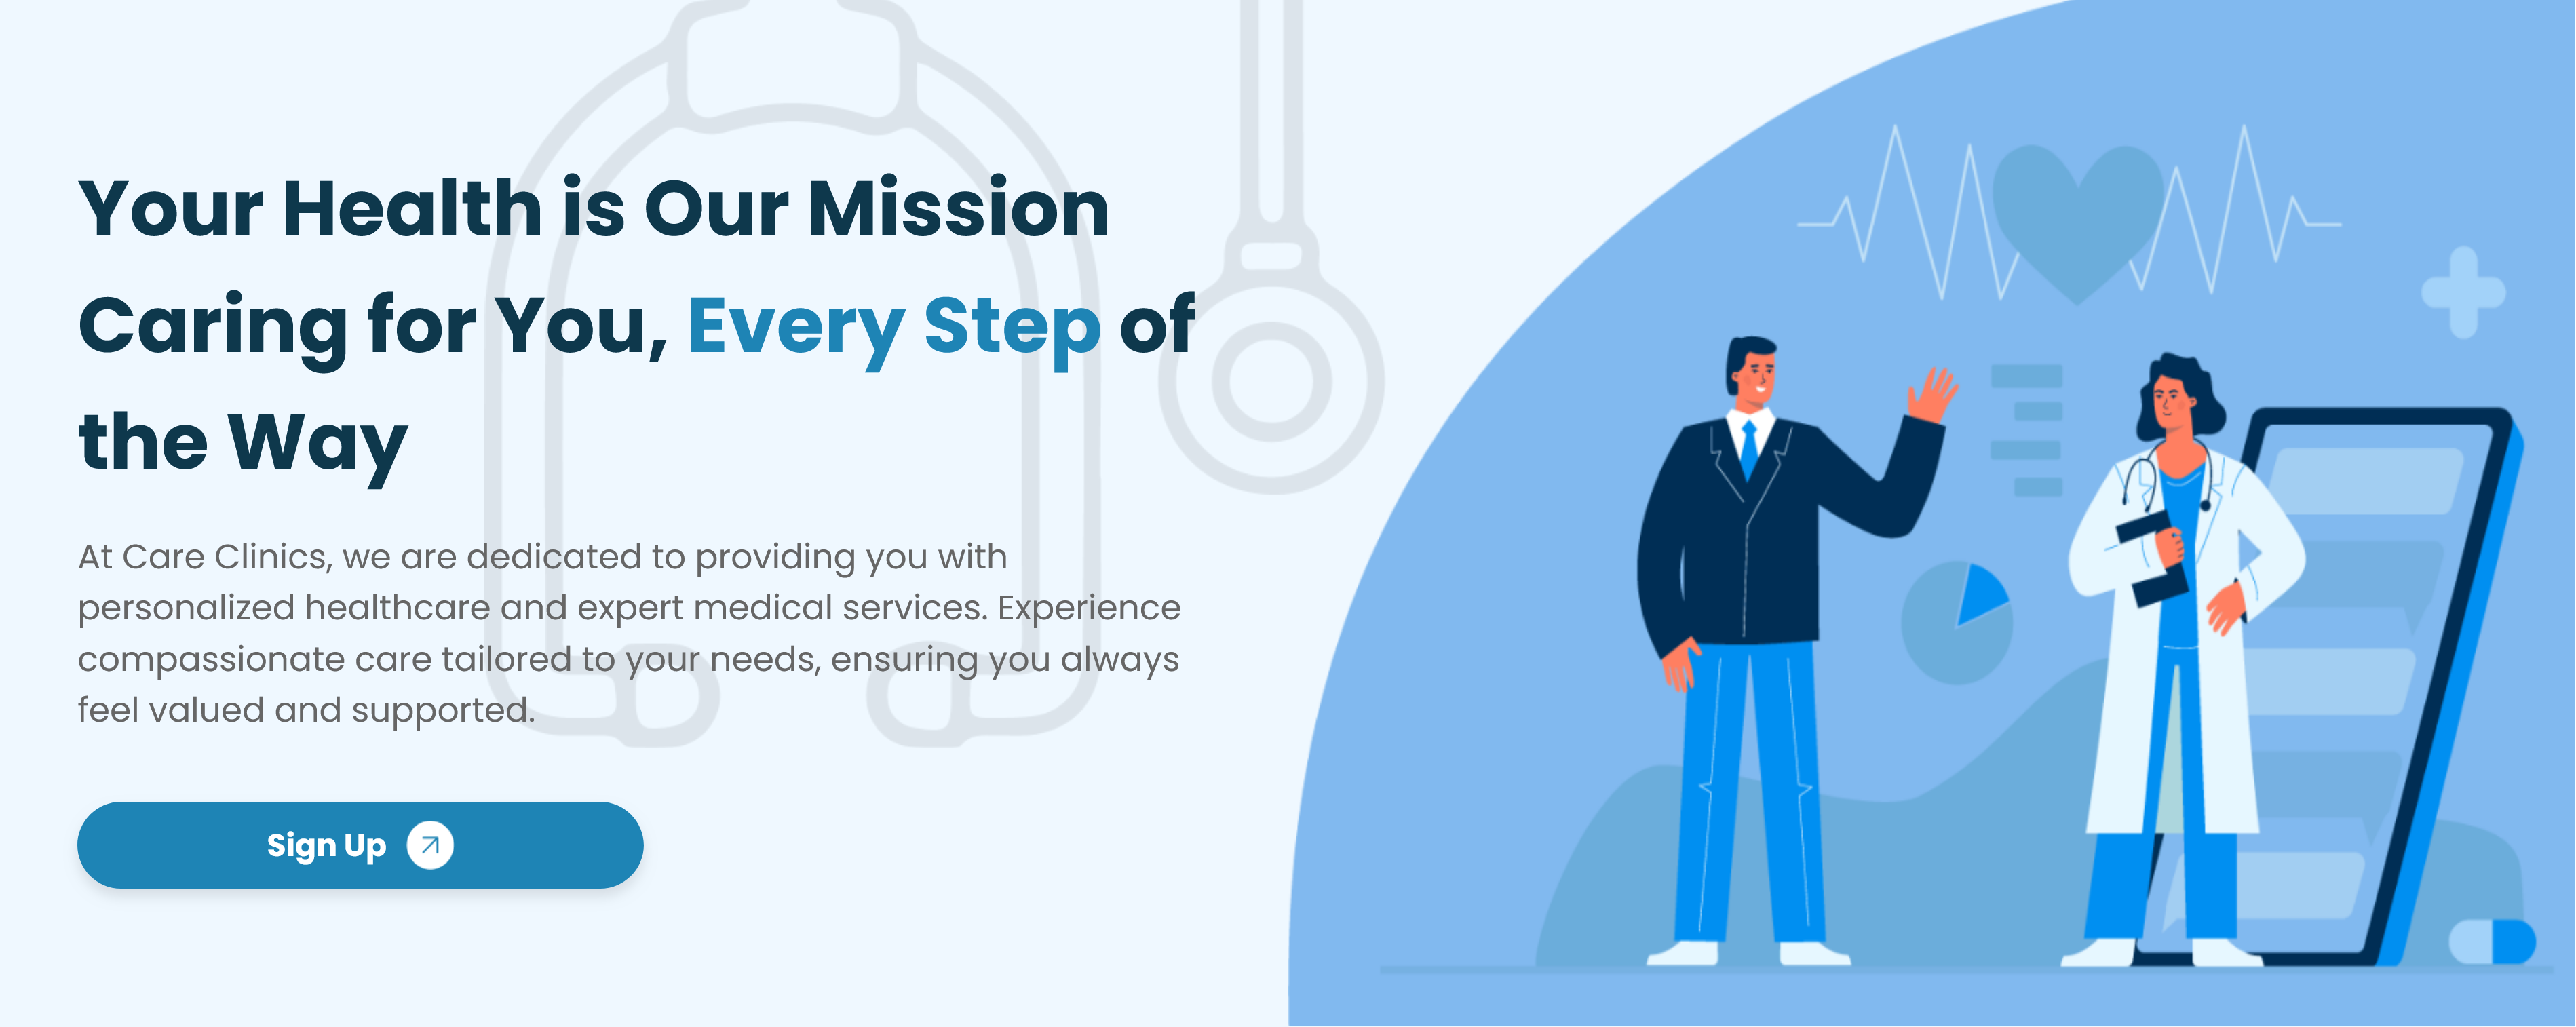 Your Health is Our Mission
Caring for You, Every Step of
the Way
At Care Clinics, we are dedicated to providing you with
personalized healthcare and expert medical services. Experience
compassionate care tailored to your needs, ensuring you always
feel valued and supported.
Sign Up